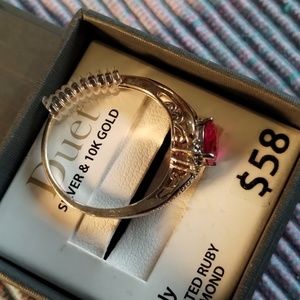 Duet
SILVER & 10K GOLD
$58
RUBY